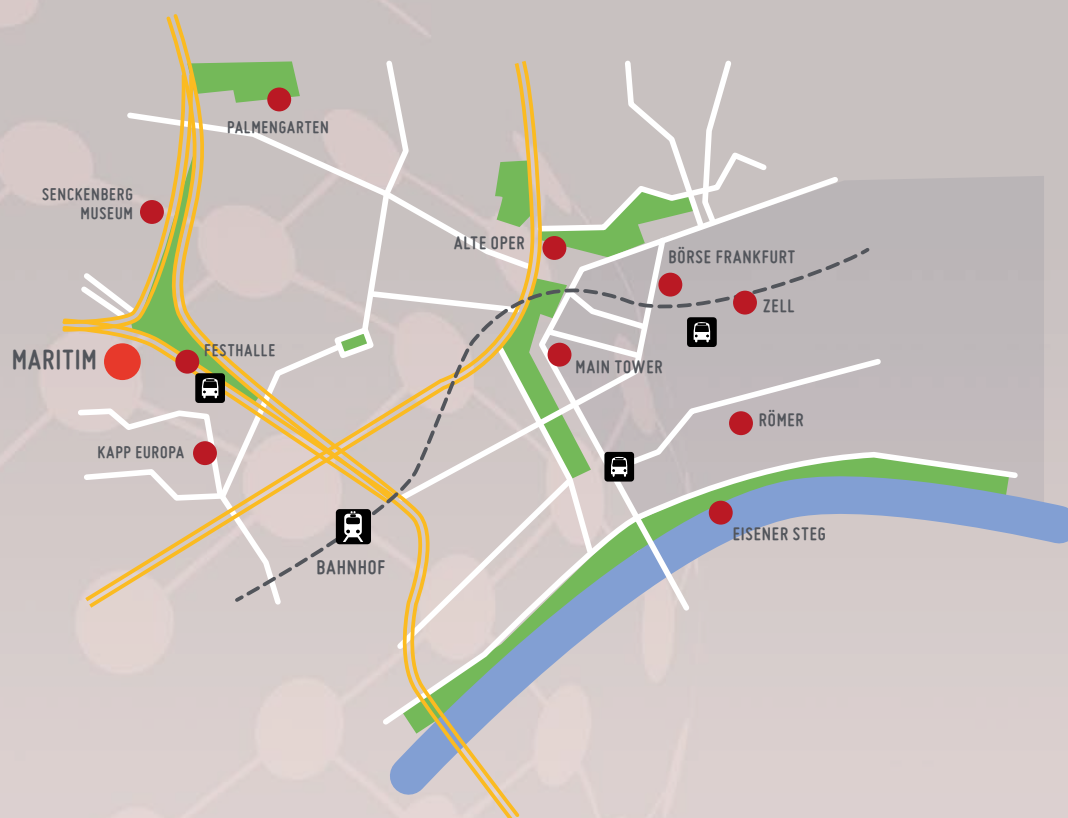 PALMENGARTEN
SENCKENBERG
MUSEUM
ALTE OPER
BÖRSE FRANKFURT
ZELL
FESTHALLE
MARITIM
MAIN TOWER
RÖMER
KAPP EUROPA
EISENER STEG
BAHNHOF